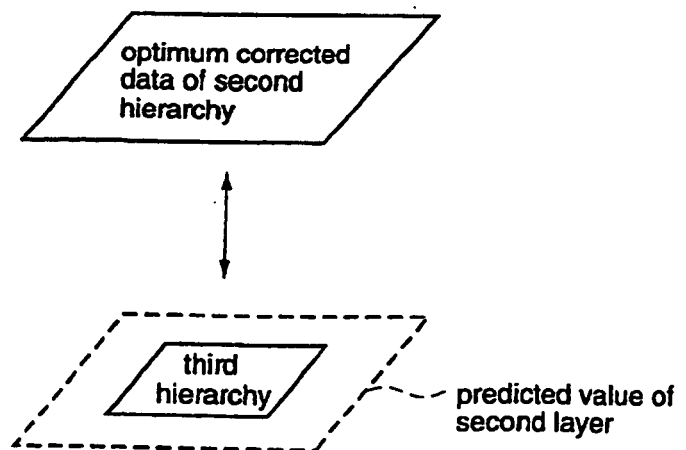 optimum corrected
data of second
hierarchy
third
hierarchy
predicted value of
second layer